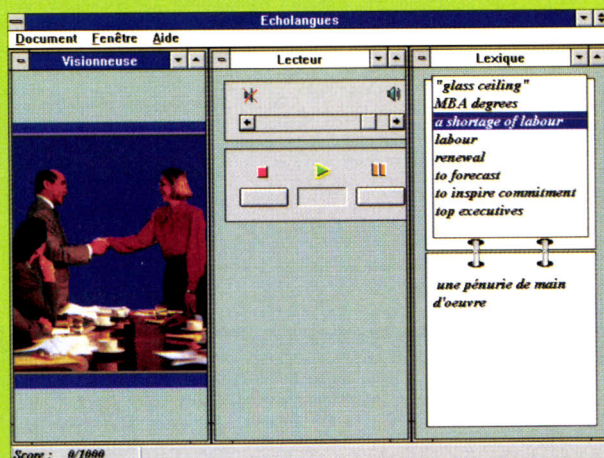 Echolangues
Document Fenêtre Aide
Visionneuse
Lecteur
Lexique
"glass ceiling"
MBA degrees
a shortage of labour
labour
renewal
to forecast
to inspire commitment
top executives
une pénurie de main
d'oeuvre
Score : 0/1000